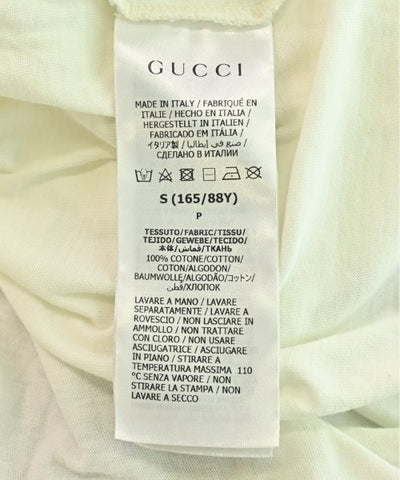 GUCCI
MADE IN ITALY / FABRIQUÉ EN
ITALIE / HECHO EN ITALIA /
HERGESTELLT IN ITALIEN /
FABRICADO EM ITÁLIA /
イタリア製 / صنع في إيطاليا /
СДЕЛАНО В ИТАЛИИ
S (165/88Y)
P
TESSUTO/FABRIC/TISSU/
TEJIDO/GEWEBE/TECIDO/
本体/قماش/ТКАНЬ
100% COTONE/COTTON/
COTON/ALGODON/
BAUMWOLLE/ALGODÃO/コットン/
قطن/ХЛОПОК
LAVARE A MANO / LAVARE
SEPARATAMENTE / LAVARE A
ROVESCIO / NON LASCIARE IN
AMMOLLO / NON TRATTARE
CON CLORO / NON USARE
ASCIUGATRICE / ASCIUGARE
IN PIANO / STIRARE A
TEMPERATURA MASSIMA 110
°C SENZA VAPORE / NON
STIRARE LA STAMPA / NON
LAVARE A SECCO